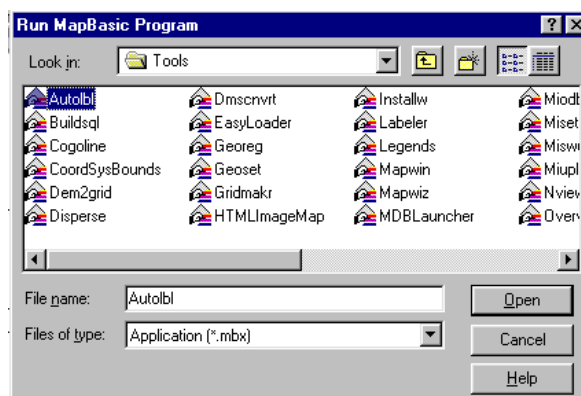 Run MapBasic Program
Look in: Tools
Autolbl Dmscnvrt Installw Miodb
Buildsql EasyLoader Labeler Miset
Cogoline Georeg Legends Miswi
CoordSysBounds Geoset Mapwin Miupl
Dem2grid Gridmakr Mapwiz Nview
Disperse HTMLImageMap MDBLauncher Overv
File name: Autolbl Open
Files of type: Application (*.mbx) Cancel
Help